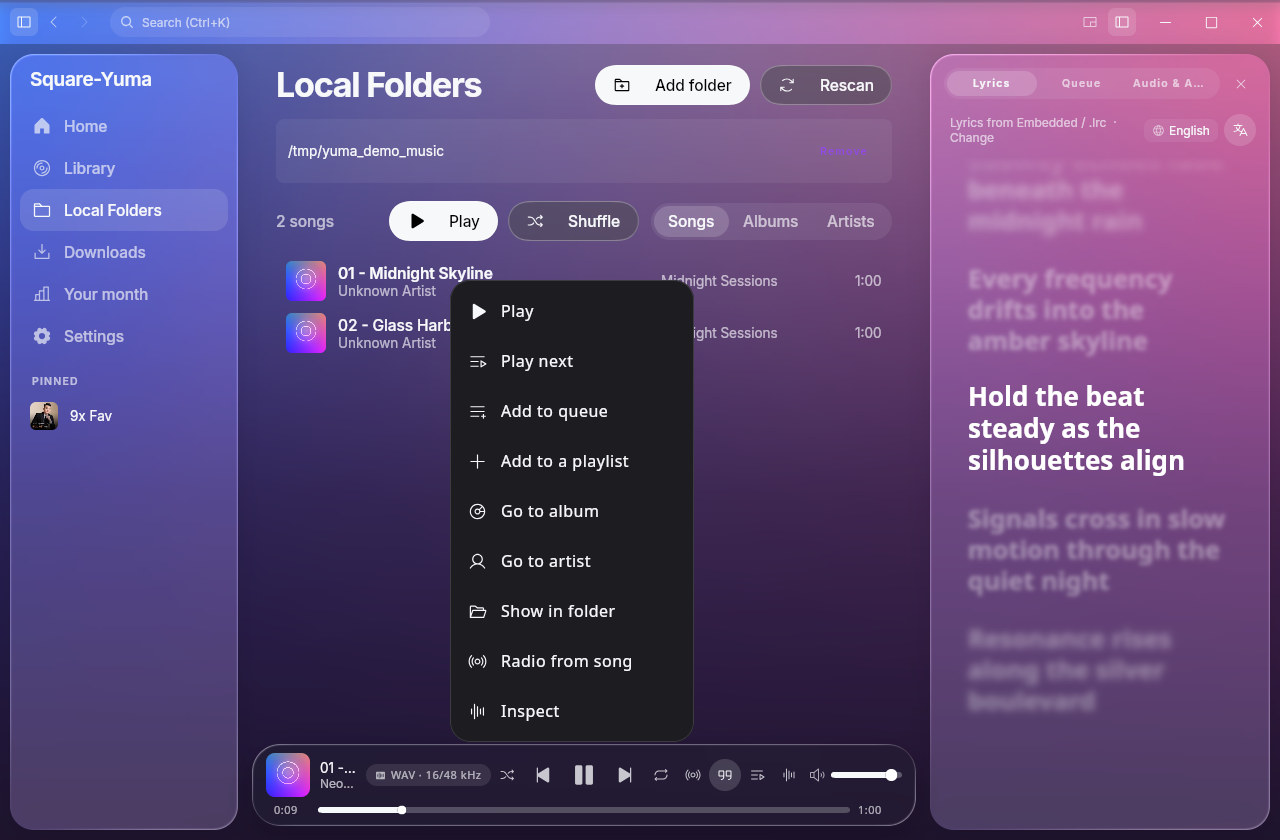 Search (Ctrl+K)
Square-Yuma
Home
Library
Local Folders
Downloads
Your month
Settings
PINNED
9x Fav
Local Folders
Add folder
Rescan
/tmp/yuma_demo_music
2 songs
Play
Shuffle
Songs
Albums
Artists
01 - Midnight Skyline
Unknown Artist
Midnight Sessions
1:00
02 - Glass Harb
Unknown Artist
ight Sessions
1:00
Play
Play next
Add to queue
Add to a playlist
Go to album
Go to artist
Show in folder
Radio from song
Inspect
01 -...
Neo...
WAV · 16/48 kHz
0:09
1:00
Lyrics
Queue
Audio & A...
Lyrics from Embedded / .lrc ·
Change
English
beneath the
midnight rain
Every frequency
drifts into the
amber skyline
Hold the beat
steady as the
silhouettes align
Signals cross in slow
motion through the
quiet night
Resonance rises
along the silver
boulevard